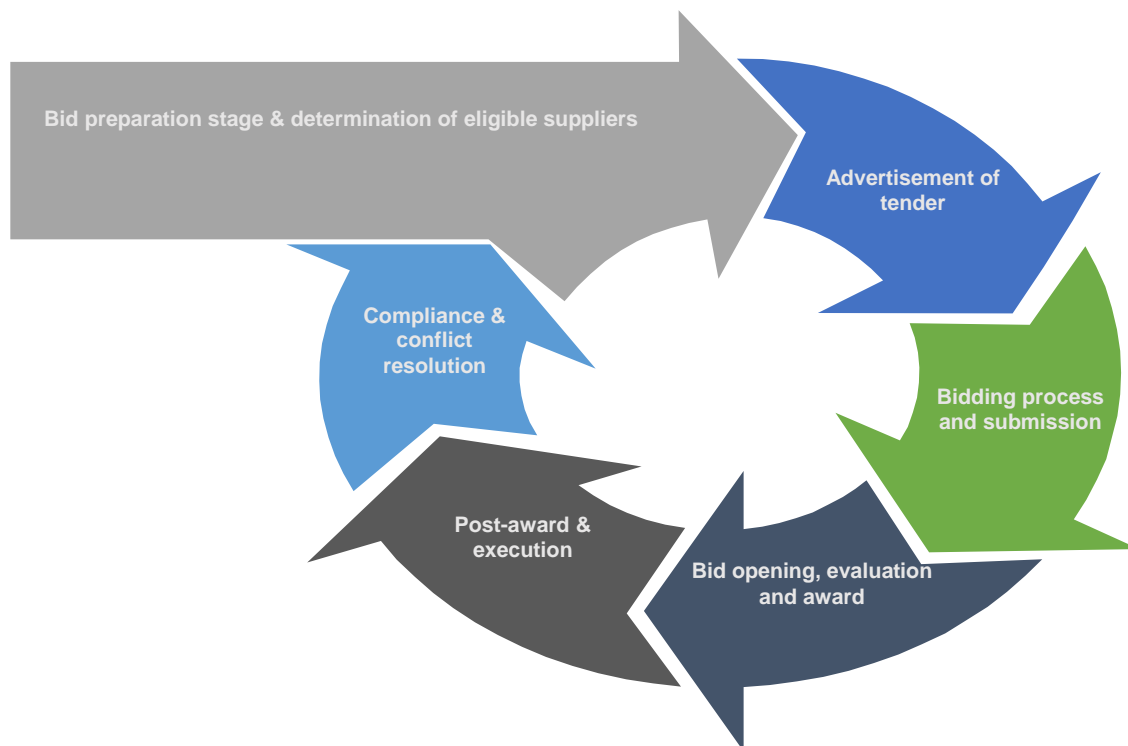 Bid preparation stage & determination of eligible suppliers
Advertisement of
tender
Bidding process
and submission
Bid opening, evaluation
and award
Post-award &
execution
Compliance &
conflict
resolution